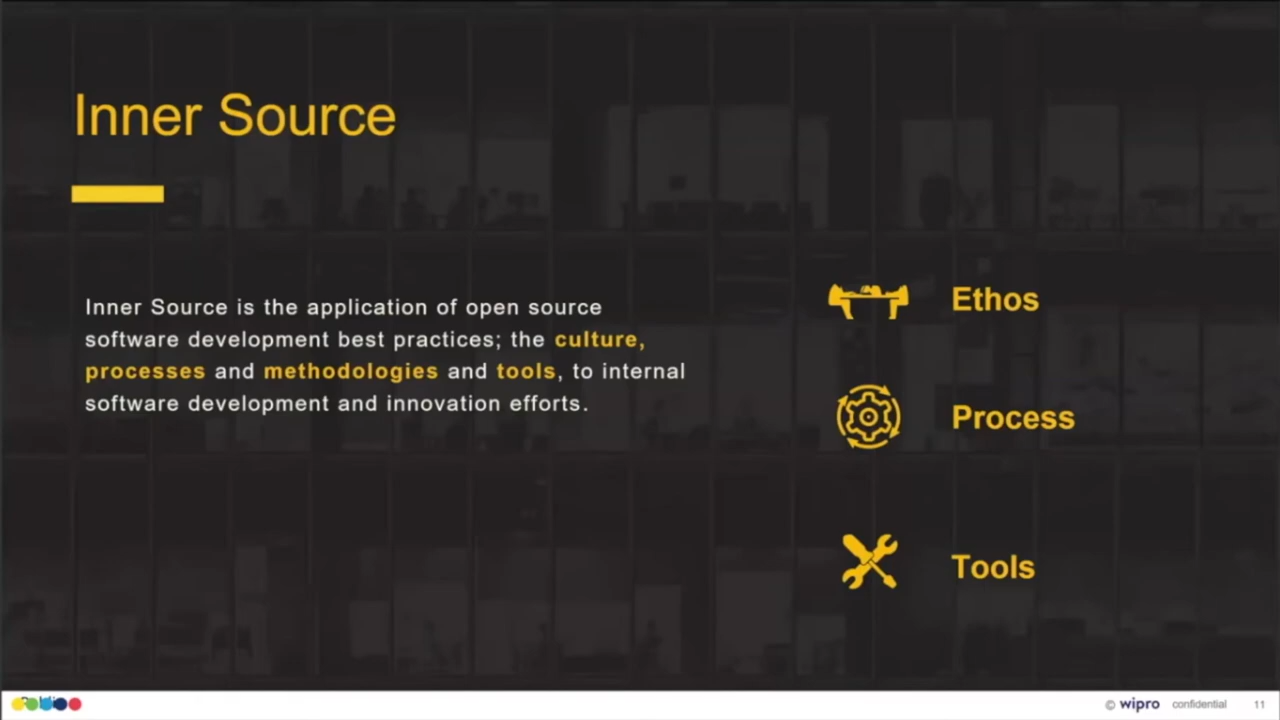 Inner Source
Inner Source is the application of open source
software development best practices; the culture,
processes and methodologies and tools, to internal
software development and innovation efforts.
Ethos
Process
Tools
© wipro confidential 11